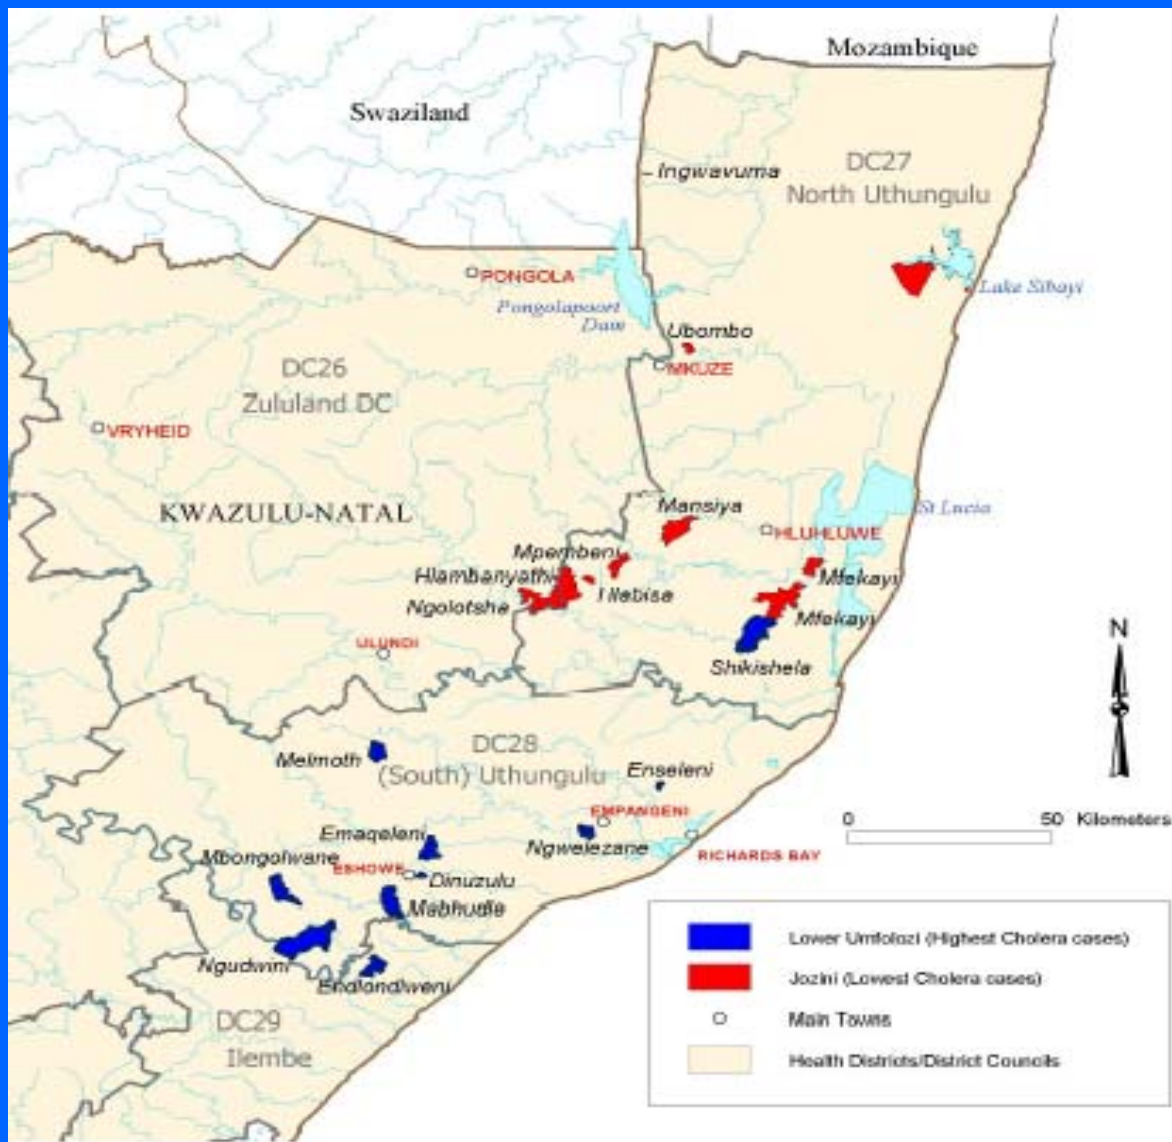 Mozambique
Swaziland
DC27
North Uthungulu
Ingwavuma
PONGOLA
Pongolapoort
Dam
Lake Sibayi
Ubombo
MKUZE
DC26
Zululand DC
VRYHEID
KWAZULU-NATAL
St Lucia
Mansiya
HLUHLUWE
Mpembeni
Hlambanyathi
Mfekayi
Ngolotsha
Mfekayi
ULUNDI
Shikishela
N
DC28
(South) Uthungulu
Melmoth
Enseleni
EMPANGENI
0 50 Kilometers
Emaqeleni
Ngwelezane
Mbongolwane
ESHOWE
Dinuzulu
RICHARDS BAY
Mabhudla
Ngudwini
Endlondlweni
DC29
Ilembe
Lower Umfolozi (Highest Cholera cases)
Jozini (Lowest Cholera cases)
Main Towns
Health Districts/District Councils